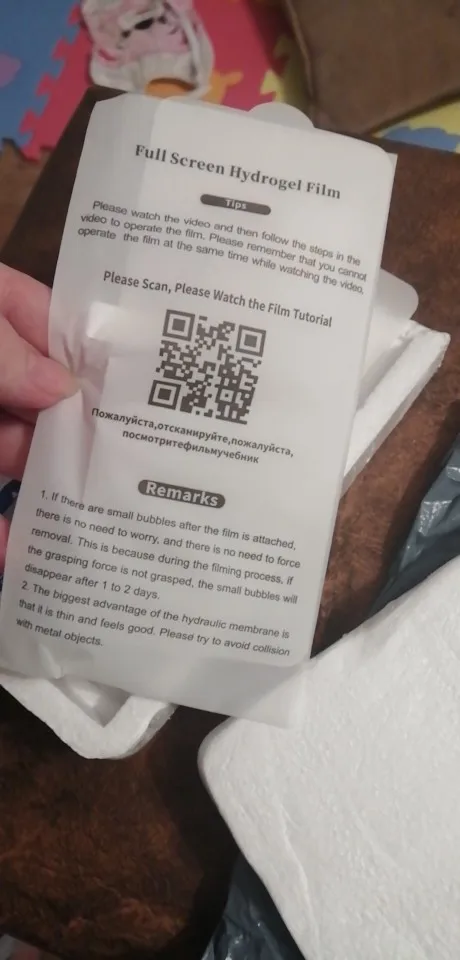 Full Screen Hydrogel Film
Tips
Please watch the video and then follow the steps in the
video to operate the film. Please remember that you cannot
operate the film at the same time while watching the video.
Please Scan, Please Watch the Film Tutorial
Пожалуйста,отсканируйте,пожалуйста,
посмотритефильмучебник
Remarks
1. If there are small bubbles after the film is attached,
there is no need to worry, and there is no need to force
removal. This is because during the filming process, if
the grasping force is not grasped, the small bubbles will
disappear after 1 to 2 days.
2. The biggest advantage of the hydraulic membrane is
that it is thin and feels good. Please try to avoid collision
with metal objects.